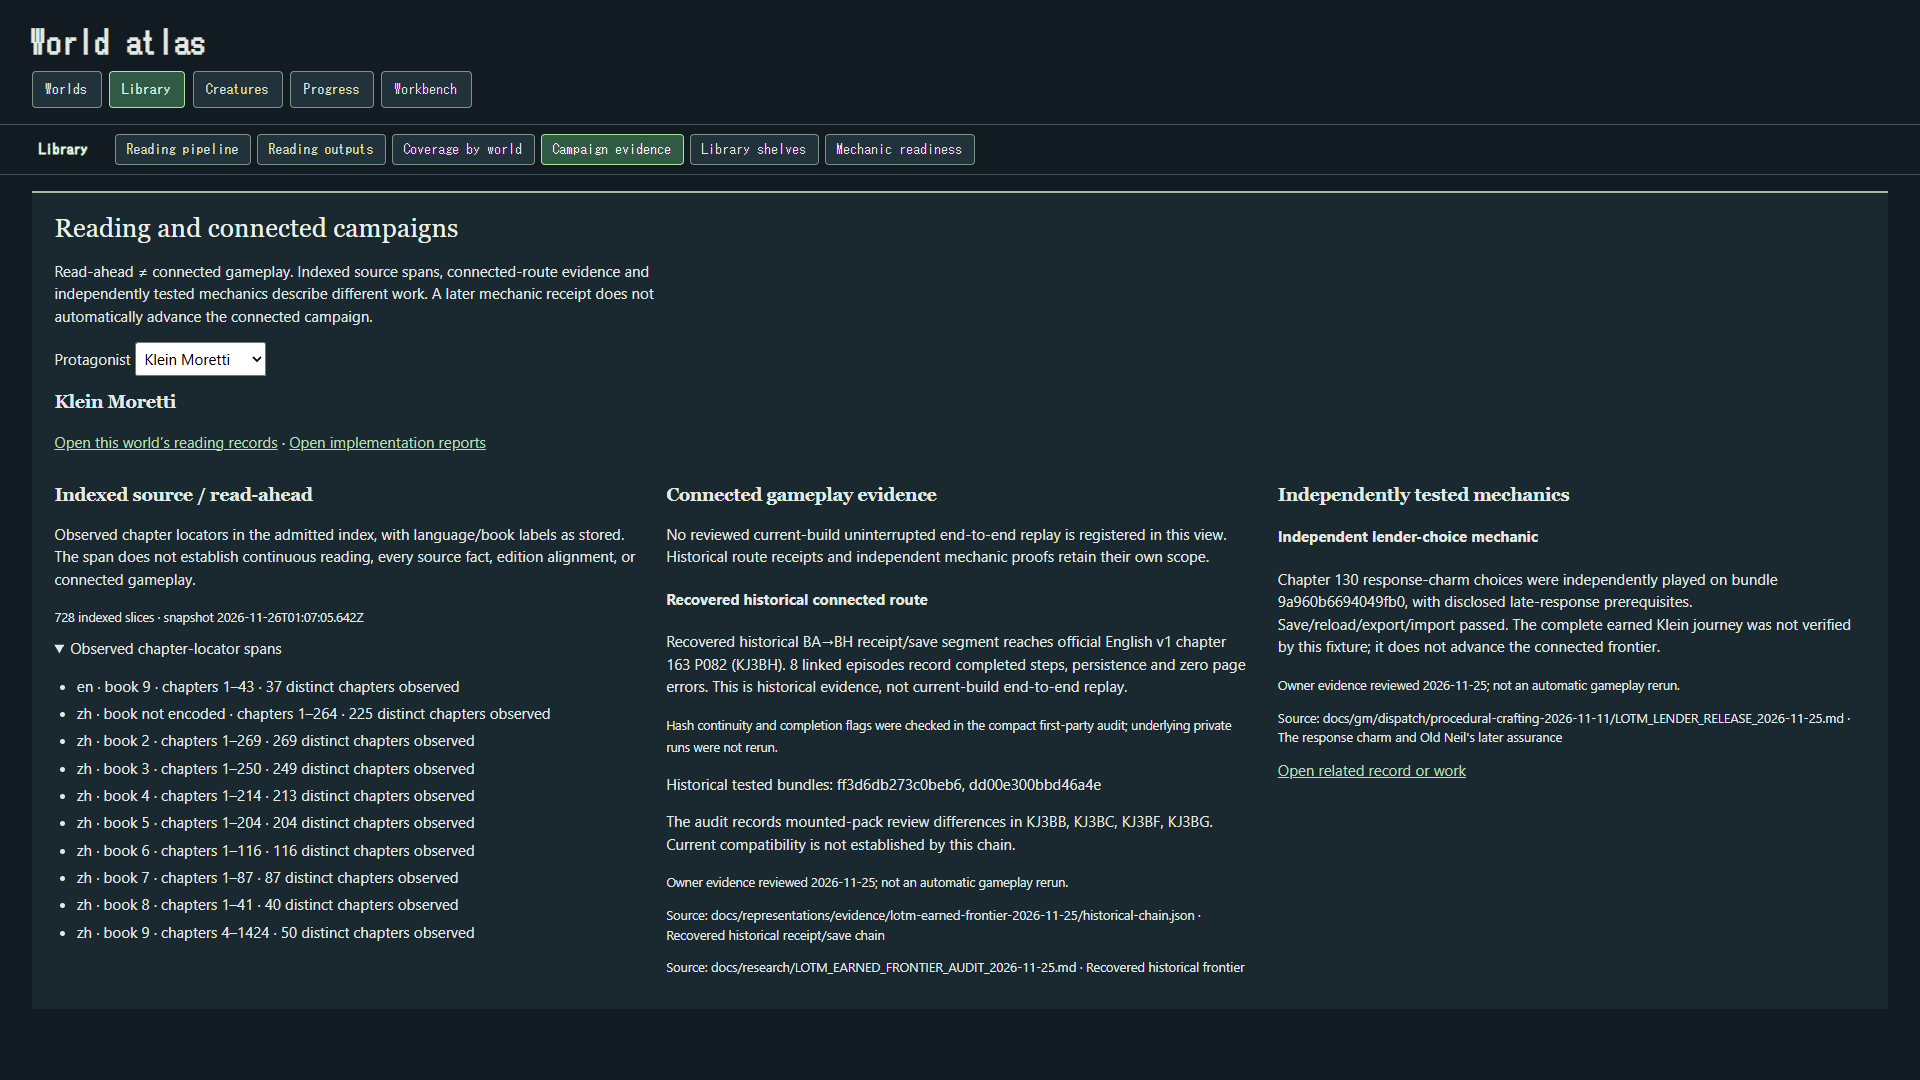 World atlas
Worlds
Library
Creatures
Progress
Workbench
Library
Reading pipeline
Reading outputs
Coverage by world
Campaign evidence
Library shelves
Mechanic readiness
Reading and connected campaigns
Read-ahead ≠ connected gameplay. Indexed source spans, connected-route evidence and
independently tested mechanics describe different work. A later mechanic receipt does not
automatically advance the connected campaign.
Protagonist Klein Moretti
Klein Moretti
Open this world's reading records · Open implementation reports
Indexed source / read-ahead
Observed chapter locators in the admitted index, with language/book labels as stored.
The span does not establish continuous reading, every source fact, edition alignment, or
connected gameplay.
728 indexed slices · snapshot 2026-11-26T01:07:05.642Z
▼ Observed chapter-locator spans
• en · book 9 · chapters 1–43 · 37 distinct chapters observed
• zh · book not encoded · chapters 1–264 · 225 distinct chapters observed
• zh · book 2 · chapters 1–269 · 269 distinct chapters observed
• zh · book 3 · chapters 1–250 · 249 distinct chapters observed
• zh · book 4 · chapters 1–214 · 213 distinct chapters observed
• zh · book 5 · chapters 1–204 · 204 distinct chapters observed
• zh · book 6 · chapters 1–116 · 116 distinct chapters observed
• zh · book 7 · chapters 1–87 · 87 distinct chapters observed
• zh · book 8 · chapters 1–41 · 40 distinct chapters observed
• zh · book 9 · chapters 4–1424 · 50 distinct chapters observed
Connected gameplay evidence
No reviewed current-build uninterrupted end-to-end replay is registered in this view.
Historical route receipts and independent mechanic proofs retain their own scope.
Recovered historical connected route
Recovered historical BA→BH receipt/save segment reaches official English v1 chapter
163 P082 (KJ3BH). 8 linked episodes record completed steps, persistence and zero page
errors. This is historical evidence, not current-build end-to-end replay.
Hash continuity and completion flags were checked in the compact first-party audit; underlying private
runs were not rerun.
Historical tested bundles: ff3d6db273c0beb6, dd00e300bbd46a4e
The audit records mounted-pack review differences in KJ3BB, KJ3BC, KJ3BF, KJ3BG.
Current compatibility is not established by this chain.
Owner evidence reviewed 2026-11-25; not an automatic gameplay rerun.
Source: docs/representations/evidence/lotm-earned-frontier-2026-11-25/historical-chain.json ·
Recovered historical receipt/save chain
Source: docs/research/LOTM_EARNED_FRONTIER_AUDIT_2026-11-25.md · Recovered historical frontier
Independently tested mechanics
Independent lender-choice mechanic
Chapter 130 response-charm choices were independently played on bundle
9a960b6694049fb0, with disclosed late-response prerequisites.
Save/reload/export/import passed. The complete earned Klein journey was not verified
by this fixture; it does not advance the connected frontier.
Owner evidence reviewed 2026-11-25; not an automatic gameplay rerun.
Source: docs/gm/dispatch/procedural-crafting-2026-11-11/LOTM_LENDER_RELEASE_2026-11-25.md ·
The response charm and Old Neil's later assurance
Open related record or work